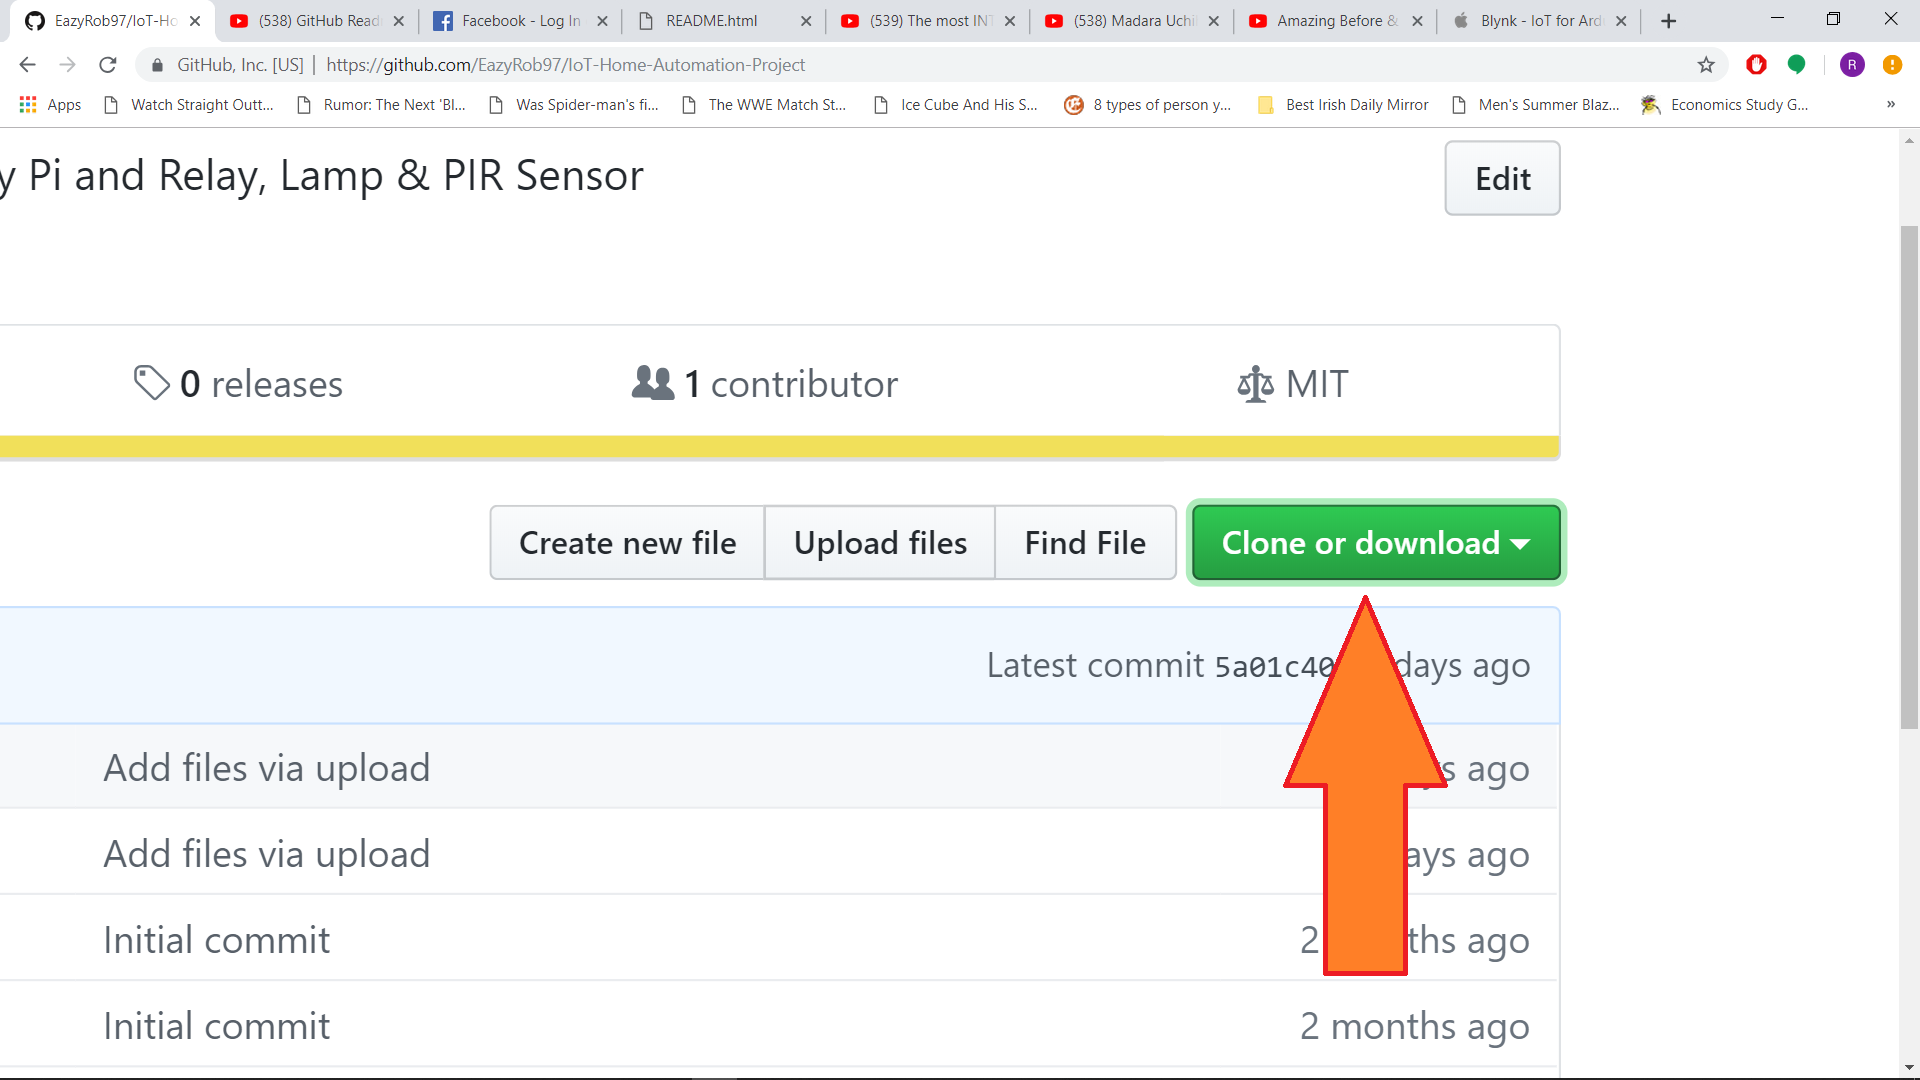 EazyRob97/IoT-Ho
(538) GitHub Read
Facebook - Log In
README.html
(539) The most INT
(538) Madara Uchi
Amazing Before &
Blynk - IoT for Ard
GitHub, Inc. [US] | https://github.com/EazyRob97/IoT-Home-Automation-Project
R
Apps
Watch Straight Outt...
Rumor: The Next 'Bl...
Was Spider-man's fi...
The WWE Match St...
Ice Cube And His S...
8 types of person y...
Best Irish Daily Mirror
Men's Summer Blaz...
Economics Study G...
»
y Pi and Relay, Lamp & PIR Sensor
Edit
0 releases
1 contributor
MIT
Create new file
Upload files
Find File
Clone or download
Latest commit 5a01c40 days ago
Add files via upload
s ago
Add files via upload
ays ago
Initial commit
2 ths ago
Initial commit
2 months ago